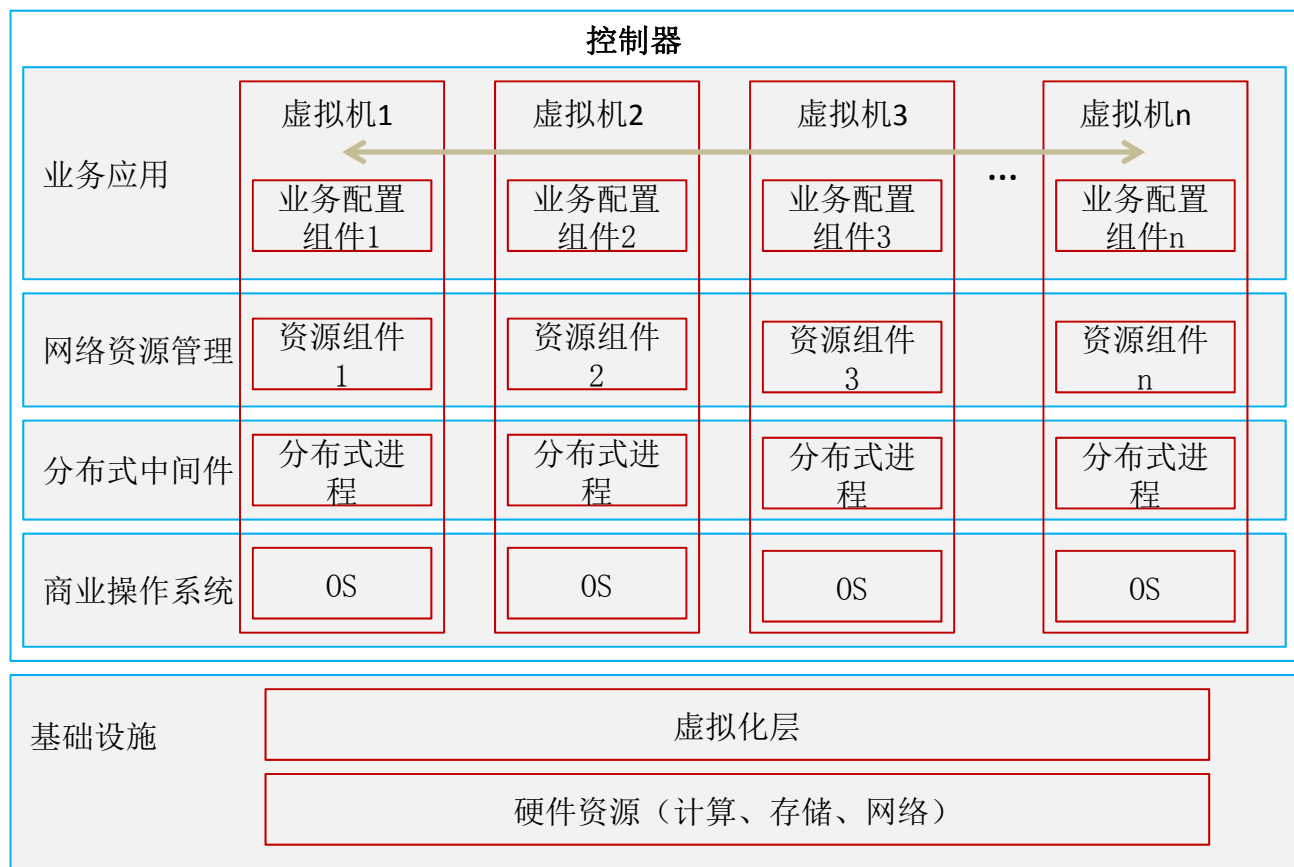 控制器
虚拟机1 虚拟机2 虚拟机3 虚拟机n
业务应用
...
业务配置 业务配置 业务配置 业务配置
组件1 组件2 组件3 组件n
网络资源管理
资源组件 资源组件 资源组件 资源组件
1 2 3 n
分布式中间件
分布式进 分布式进 分布式进 分布式进
程 程 程 程
商业操作系统 OS OS OS OS
基础设施
虚拟化层
硬件资源（计算、存储、网络）